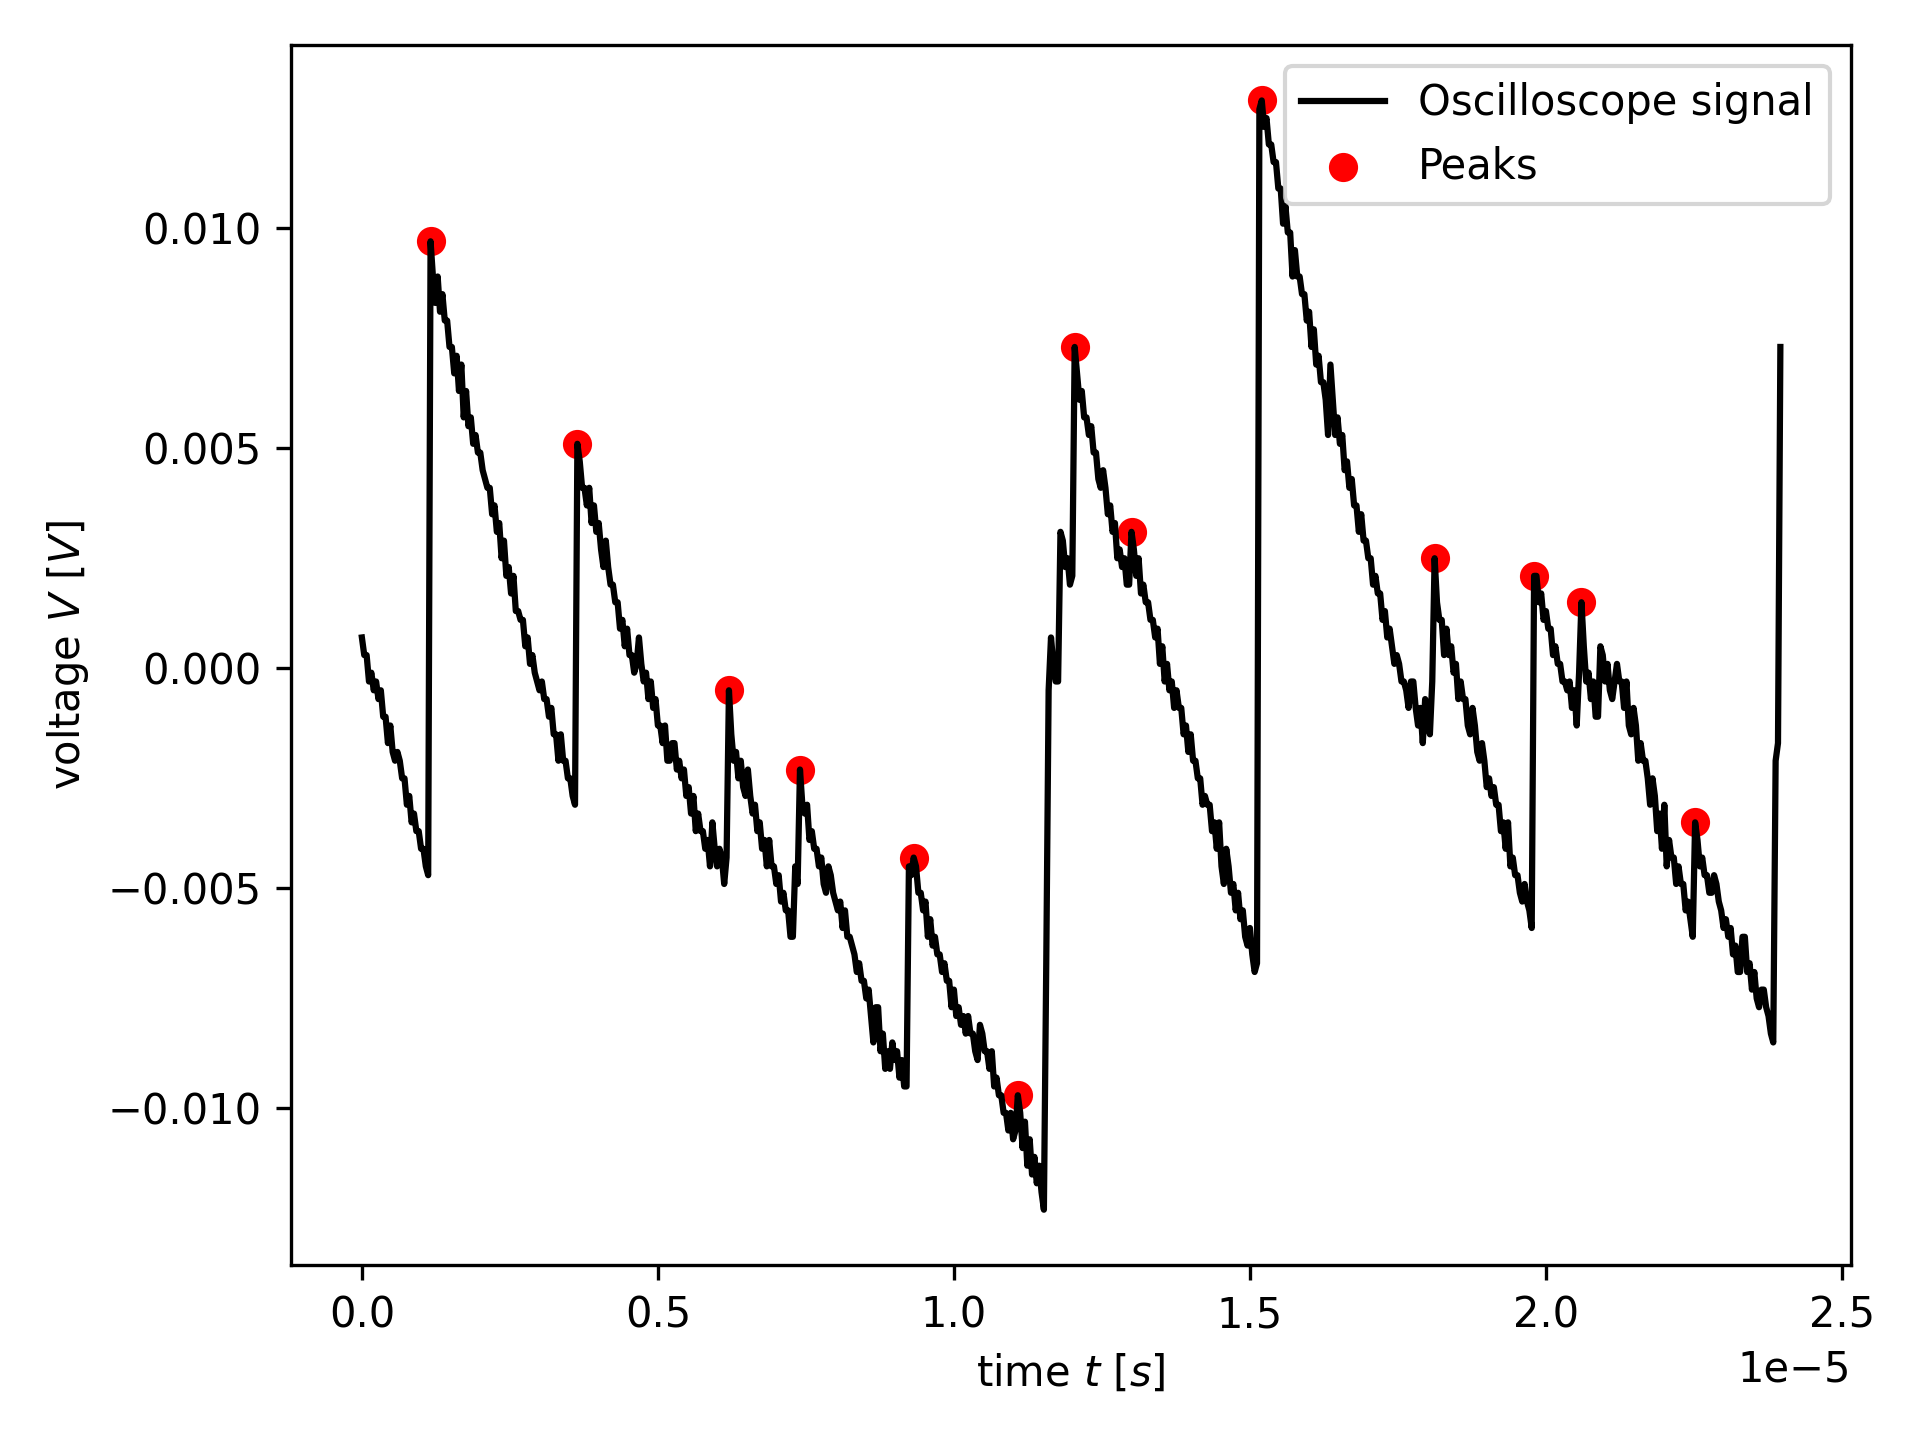 Oscilloscope signal
Peaks
0.010
0.005
0.000
−0.005
−0.010
voltage V [V]
0.0 0.5 1.0 1.5 2.0 2.5
1e−5
time t [s]